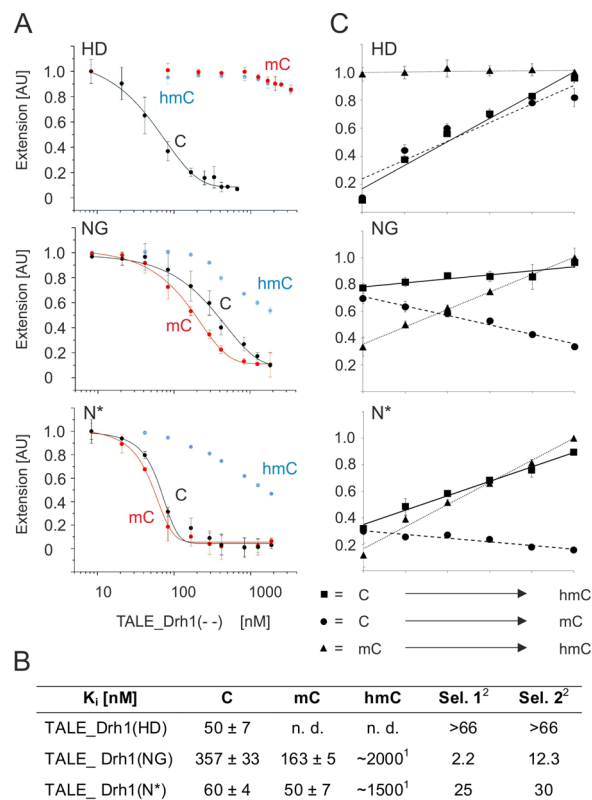 A
HD
Extension [AU]
1.0
0.8
0.6
0.4
0.2
0
mC
hmC
C
NG
Extension [AU]
1.0
0.8
0.6
0.4
0.2
0.0
hmC
C
mC
N*
Extension [AU]
1.0
0.8
0.6
0.4
0.2
0.0
hmC
C
mC
10 100 1000
TALE_Drh1(- -) [nM]
C
HD
1.0
0.8
0.6
0.4
0.2
0
NG
1.0
0.8
0.6
0.4
0.2
N*
1.0
0.8
0.6
0.4
0.2
■ = C hmC
● = C mC
▲ = mC hmC
B
Ki [nM] C mC hmC Sel. 1² Sel. 2²
TALE_Drh1(HD) 50 ± 7 n. d. n. d. >66 >66
TALE_ Drh1(NG) 357 ± 33 163 ± 5 ~2000¹ 2.2 12.3
TALE_ Drh1(N*) 60 ± 4 50 ± 7 ~1500¹ 25 30